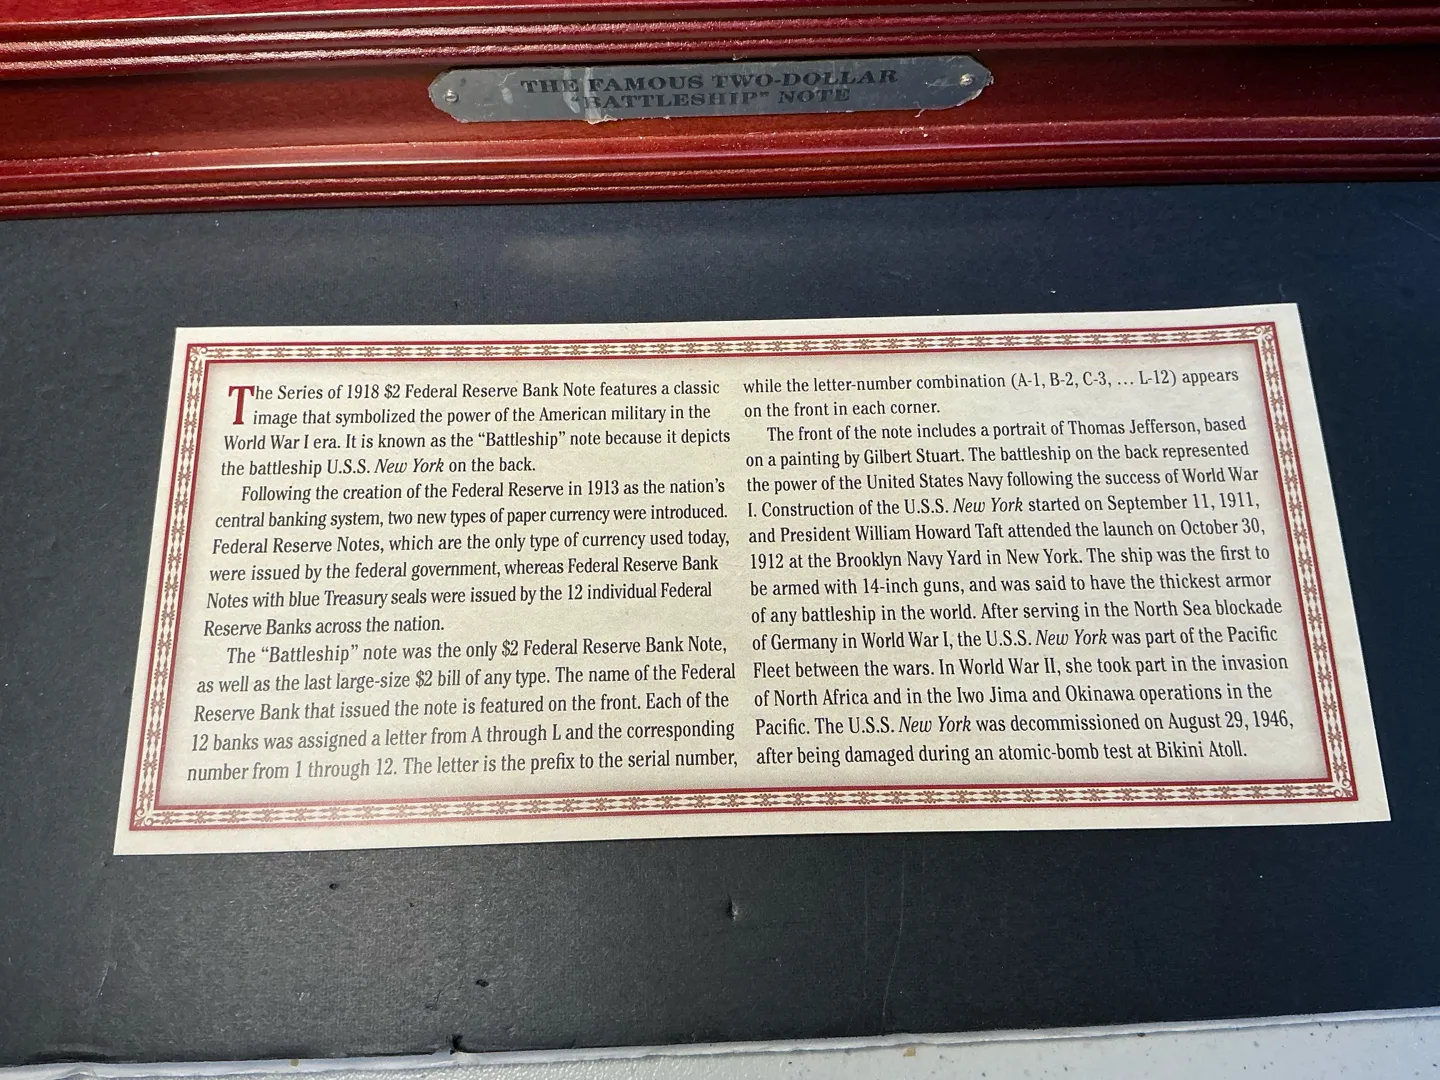 THE FAMOUS TWO-DOLLAR
"BATTLESHIP" NOTE
The Series of 1918 $2 Federal Reserve Bank Note features a classic
image that symbolized the power of the American military in the
World War I era. It is known as the "Battleship" note because it depicts
the battleship U.S.S. New York on the back.
Following the creation of the Federal Reserve in 1913 as the nation's
central banking system, two new types of paper currency were introduced.
Federal Reserve Notes, which are the only type of currency used today,
were issued by the federal government, whereas Federal Reserve Bank
Notes with blue Treasury seals were issued by the 12 individual Federal
Reserve Banks across the nation.
The "Battleship" note was the only $2 Federal Reserve Bank Note,
as well as the last large-size $2 bill of any type. The name of the Federal
Reserve Bank that issued the note is featured on the front. Each of the
12 banks was assigned a letter from A through L and the corresponding
number from 1 through 12. The letter is the prefix to the serial number,
while the letter-number combination (A-1, B-2, C-3, ... L-12) appears
on the front in each corner.
The front of the note includes a portrait of Thomas Jefferson, based
on a painting by Gilbert Stuart. The battleship on the back represented
the power of the United States Navy following the success of World War
I. Construction of the U.S.S. New York started on September 11, 1911,
and President William Howard Taft attended the launch on October 30,
1912 at the Brooklyn Navy Yard in New York. The ship was the first to
be armed with 14-inch guns, and was said to have the thickest armor
of any battleship in the world. After serving in the North Sea blockade
of Germany in World War I, the U.S.S. New York was part of the Pacific
Fleet between the wars. In World War II, she took part in the invasion
of North Africa and in the Iwo Jima and Okinawa operations in the
Pacific. The U.S.S. New York was decommissioned on August 29, 1946,
after being damaged during an atomic-bomb test at Bikini Atoll.